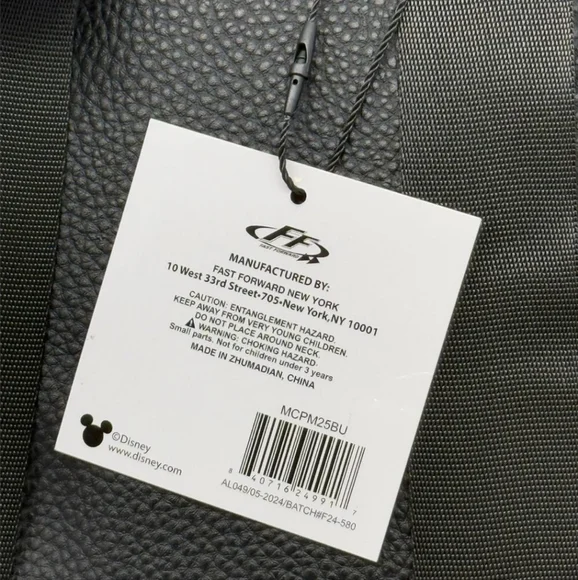 FF
FAST FORWARD
MANUFACTURED BY:
FAST FORWARD NEW YORK
10 West 33rd Street•705•New York,NY 10001
CAUTION: ENTANGLEMENT HAZARD.
KEEP AWAY FROM VERY YOUNG CHILDREN.
DO NOT PLACE AROUND NECK.
⚠ WARNING: CHOKING HAZARD.
Small parts. Not for children under 3 years
MADE IN ZHUMADIAN, CHINA
MCPM25BU
8 40716 24991 7
AL049/05-2024/BATCH#F24-580
©Disney
www.disney.com